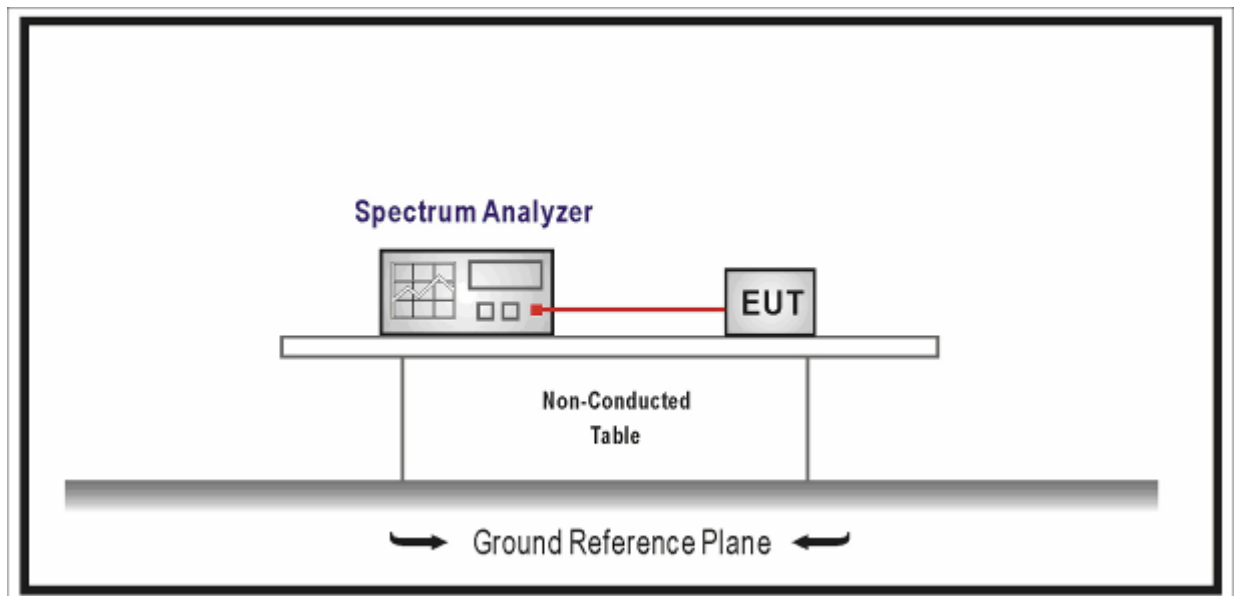 Spectrum Analyzer
EUT
Non-Conducted
Table
Ground Reference Plane